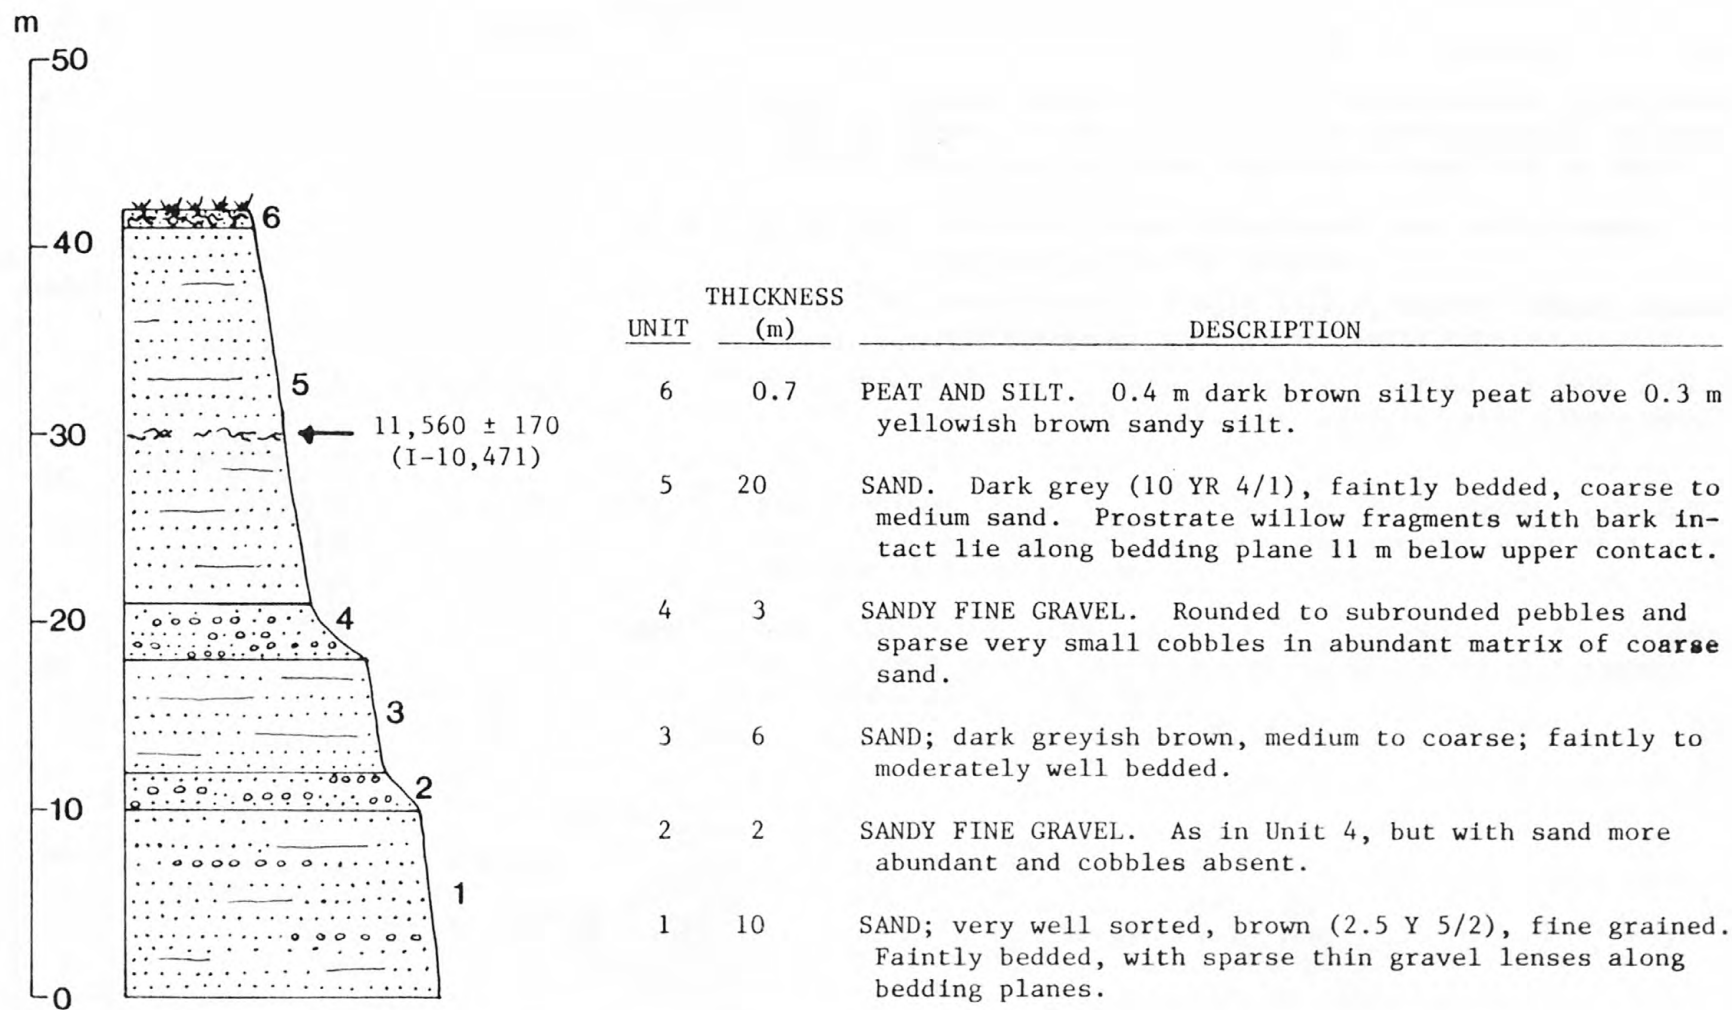 m
50
40
30
20
10
0
6
5
4
3
2
1
11,560 ± 170
(I-10,471)
THICKNESS
UNIT (m) DESCRIPTION
6 0.7 PEAT AND SILT. 0.4 m dark brown silty peat above 0.3 m
yellowish brown sandy silt.
5 20 SAND. Dark grey (10 YR 4/1), faintly bedded, coarse to
medium sand. Prostrate willow fragments with bark in-
tact lie along bedding plane 11 m below upper contact.
4 3 SANDY FINE GRAVEL. Rounded to subrounded pebbles and
sparse very small cobbles in abundant matrix of coarse
sand.
3 6 SAND; dark greyish brown, medium to coarse; faintly to
moderately well bedded.
2 2 SANDY FINE GRAVEL. As in Unit 4, but with sand more
abundant and cobbles absent.
1 10 SAND; very well sorted, brown (2.5 Y 5/2), fine grained.
Faintly bedded, with sparse thin gravel lenses along
bedding planes.